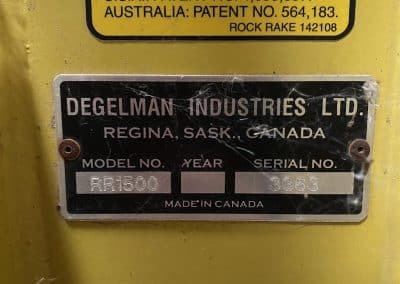 AUSTRALIA: PATENT NO. 564,183.
ROCK RAKE 142108
DEGELMAN INDUSTRIES LTD.
REGINA, SASK., CANADA
MODEL NO. YEAR SERIAL NO.
RR1500 3363
MADE IN CANADA